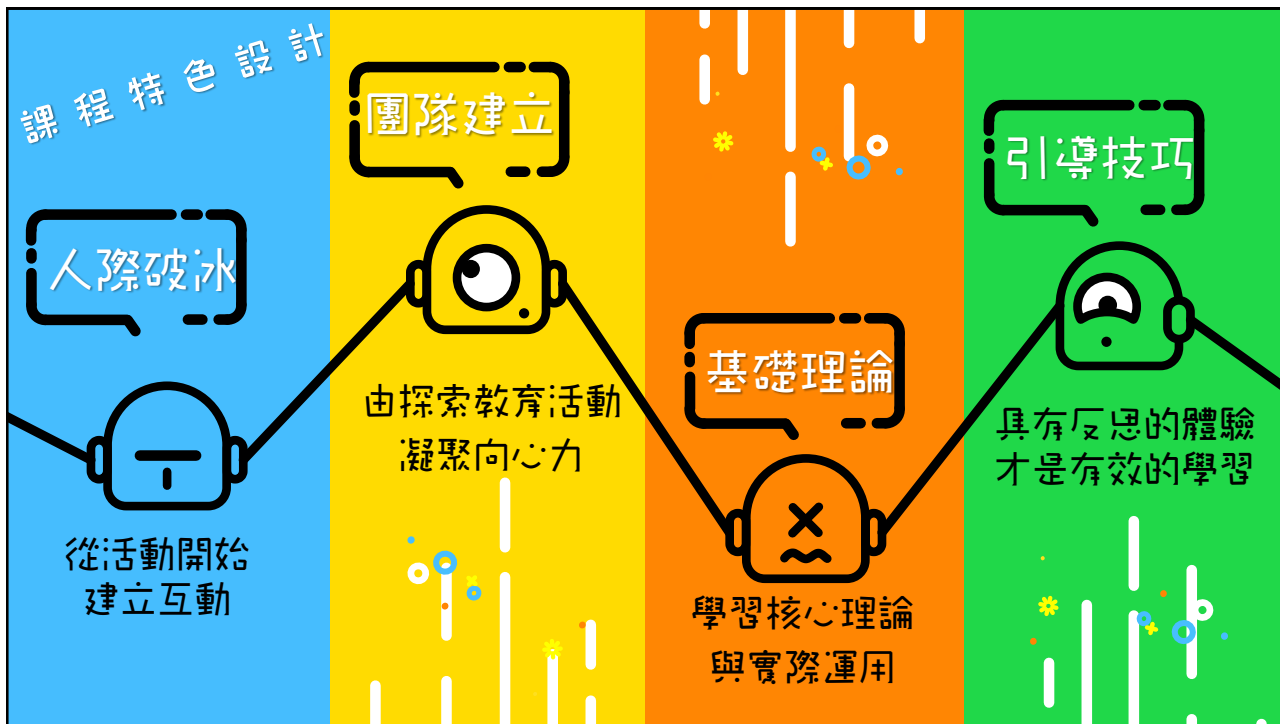 課程特色設計
人際破冰
從活動開始
建立互動
團隊建立
由探索教育活動
凝聚向心力
基礎理論
學習核心理論
與實際運用
引導技巧
具有反思的體驗
才是有效的學習